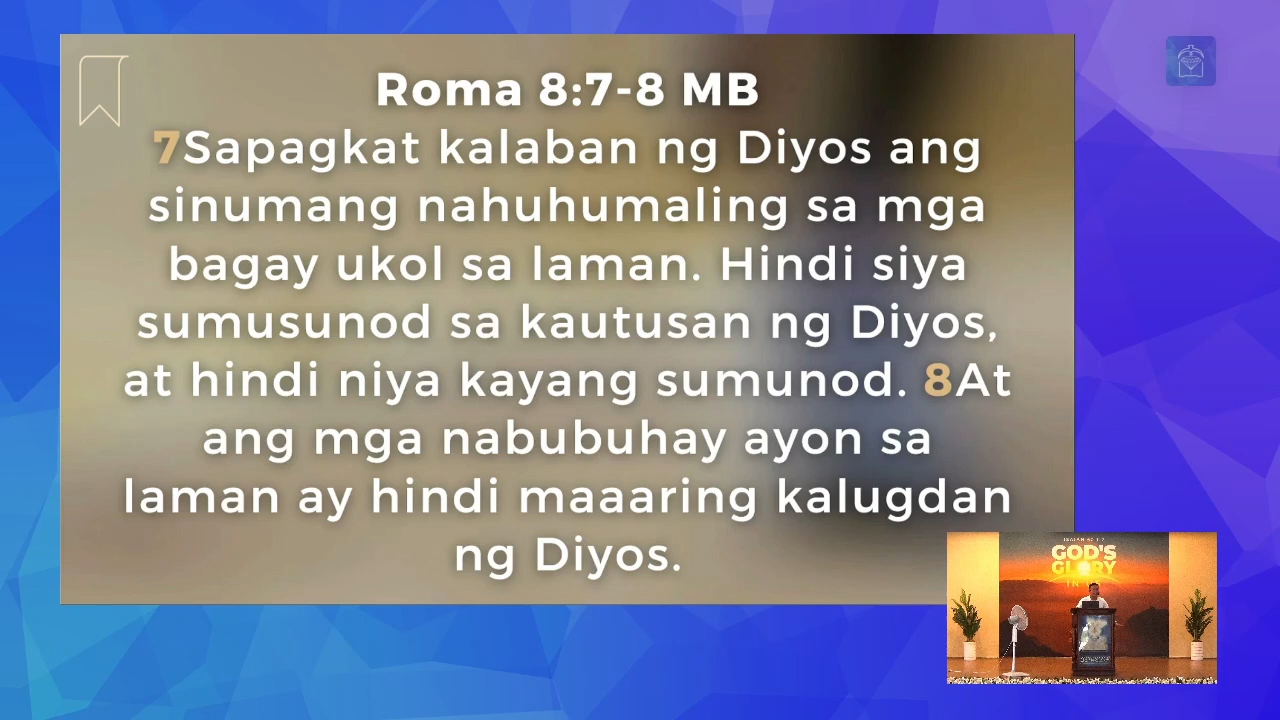 Roma 8:7-8 MB
7Sapagkat kalaban ng Diyos ang
sinumang nahuhumaling sa mga
bagay ukol sa laman. Hindi siya
sumusunod sa kautusan ng Diyos,
at hindi niya kayang sumunod. 8At
ang mga nabubuhay ayon sa
laman ay hindi maaaring kalugdan
ng Diyos.
GOD'S
GLORY